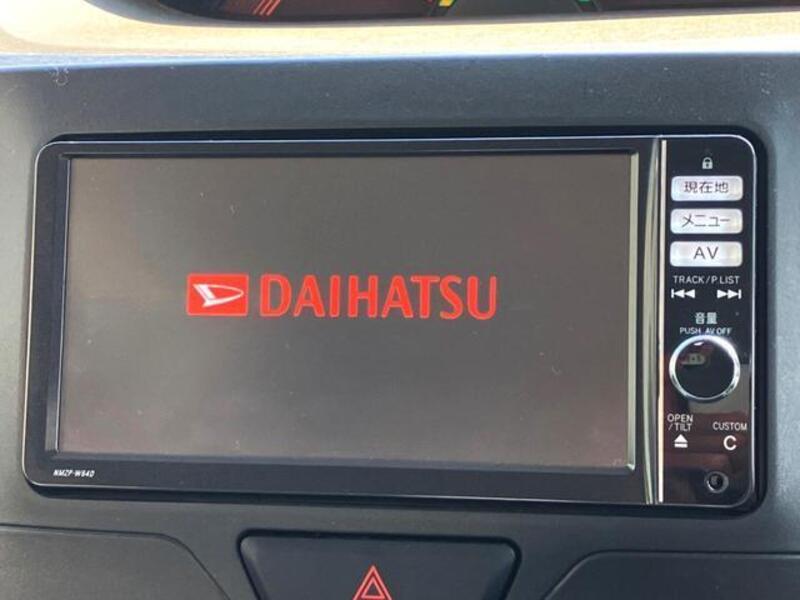 DAIHATSU
現在地
メニュー
AV
TRACK/P.LIST
音量
PUSH AV OFF
OPEN
/TILT
CUSTOM
C
NMZP-W64D